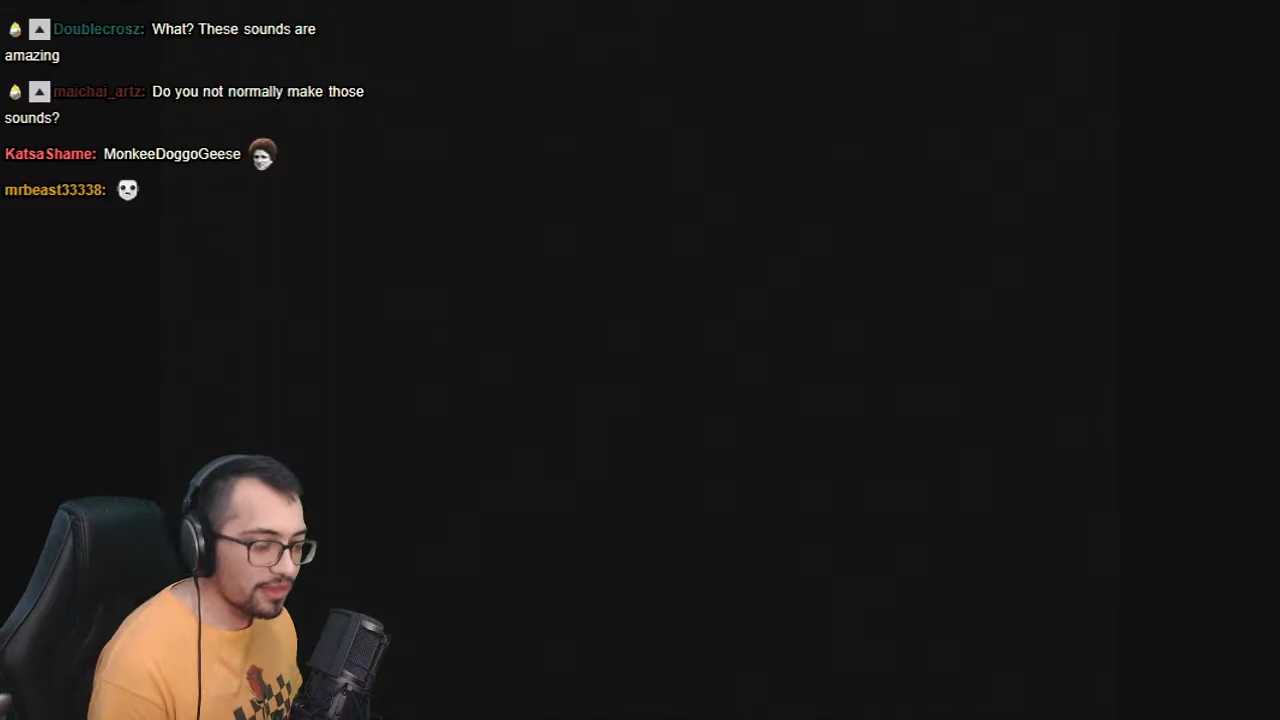 Doublecrosz: What? These sounds are
amazing
maichai_artz: Do you not normally make those
sounds?
KatsaShame: MonkeeDoggoGeese
mrbeast33338: